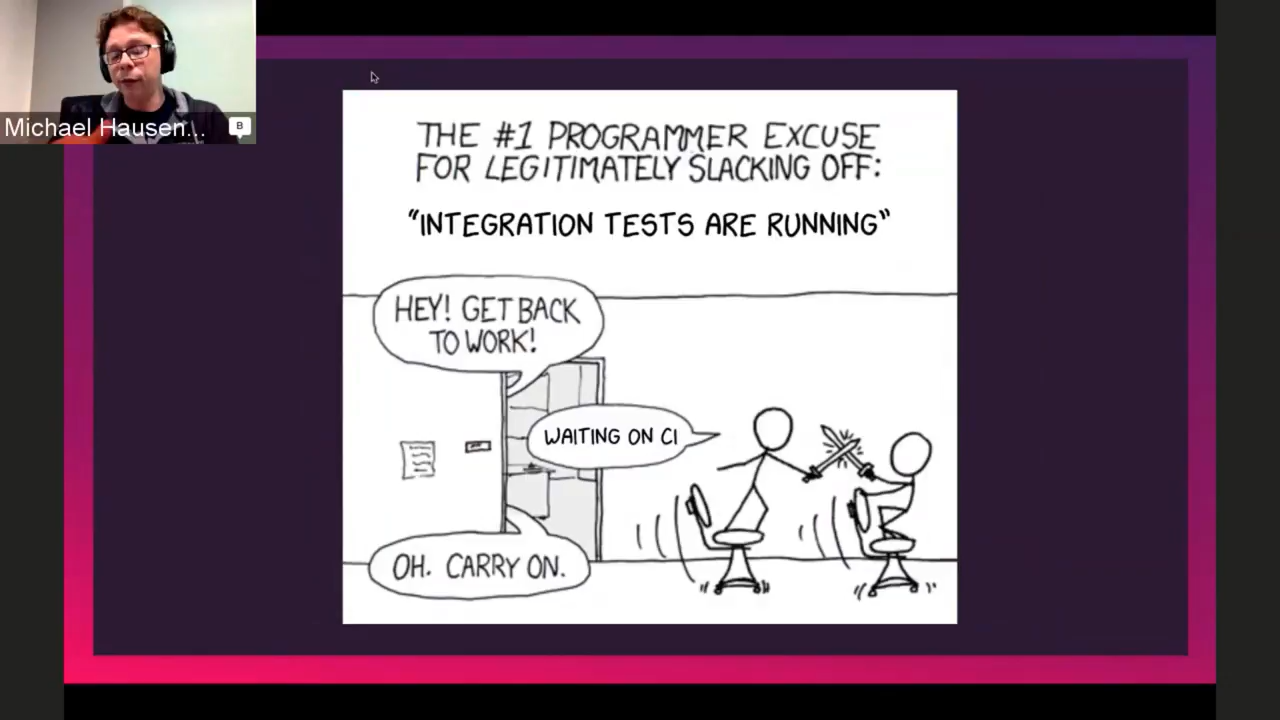 Michael Hausen...
B
THE #1 PROGRAMMER EXCUSE
FOR LEGITIMATELY SLACKING OFF:
"INTEGRATION TESTS ARE RUNNING"
HEY! GET BACK
TO WORK!
WAITING ON CI
OH. CARRY ON.